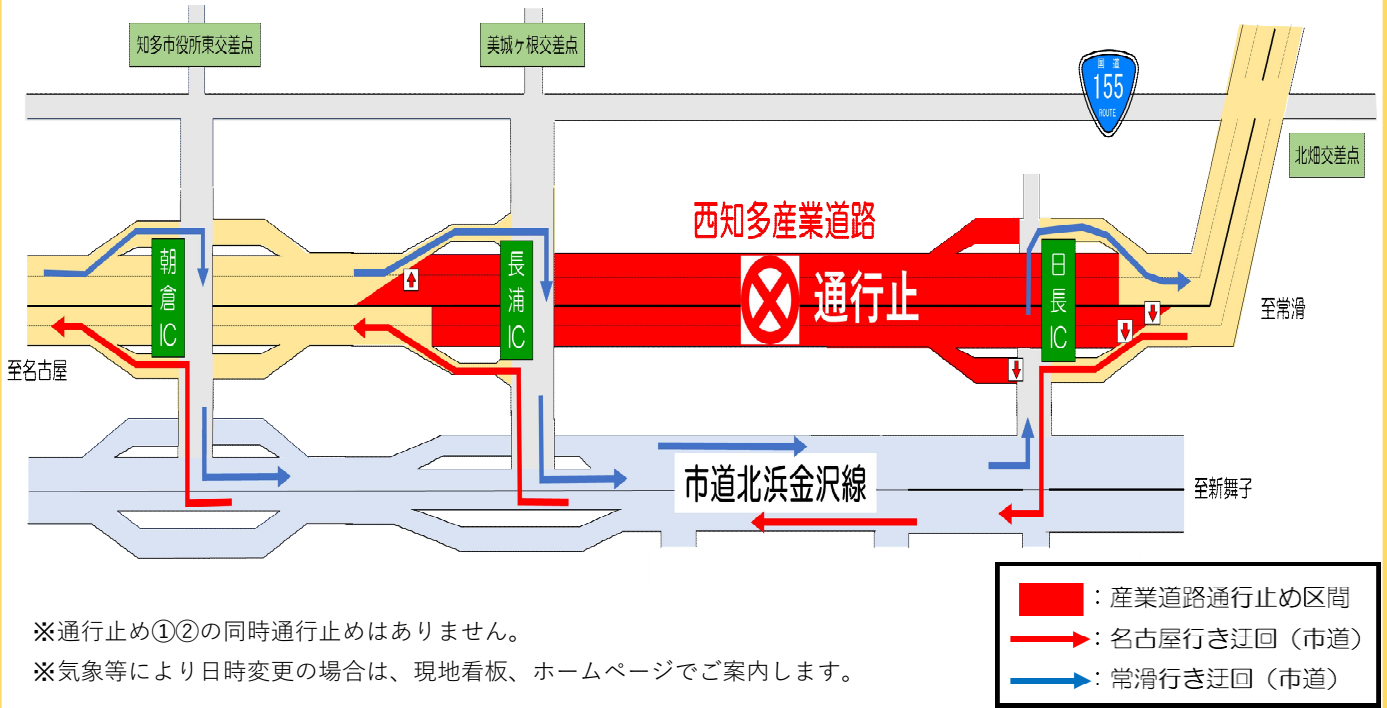 知多市役所東交差点
美城ケ根交差点
国道
155
ROUTE
北畑交差点
西知多産業道路
朝倉IC
長浦IC
通行止
日長IC
至常滑
至名古屋
市道北浜金沢線
至新舞子
:産業道路通行止め区間
:名古屋行き迂回(市道)
:常滑行き迂回(市道)
※通行止め①②の同時通行止めはありません。
※気象等により日時変更の場合は、現地看板、ホームページでご案内します。